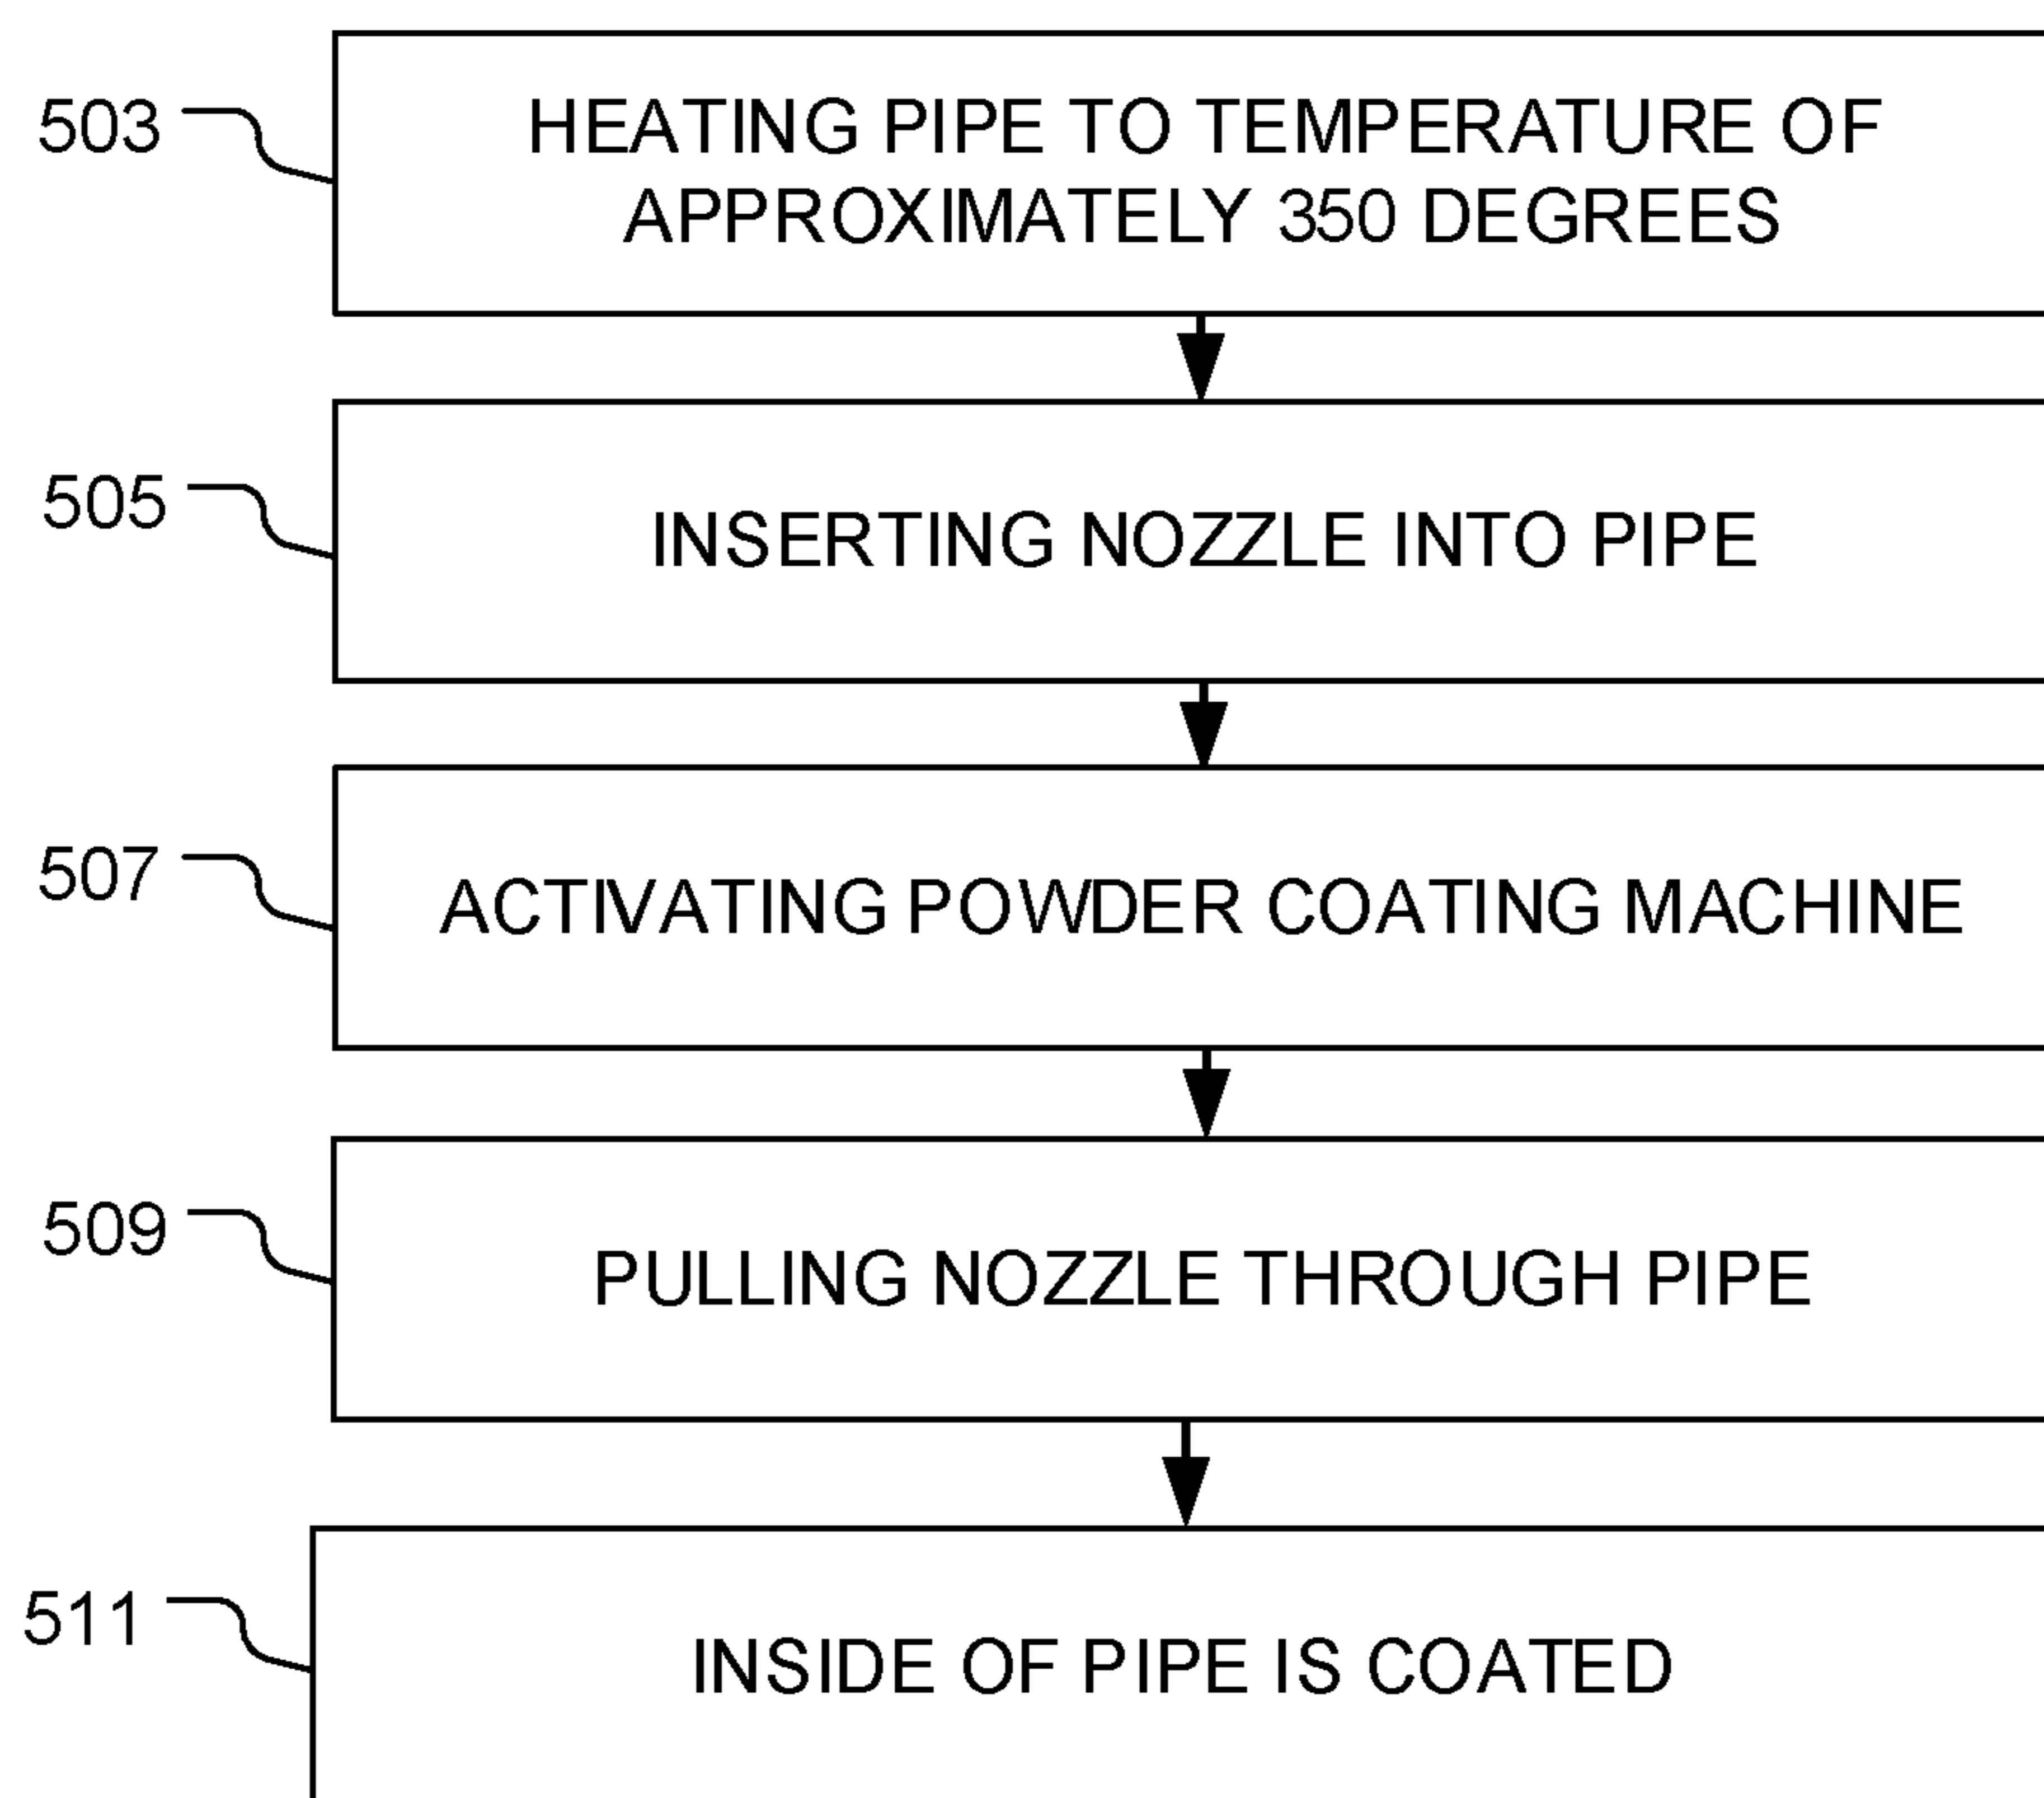 503
HEATING PIPE TO TEMPERATURE OF
APPROXIMATELY 350 DEGREES
505
INSERTING NOZZLE INTO PIPE
507
ACTIVATING POWDER COATING MACHINE
509
PULLING NOZZLE THROUGH PIPE
511
INSIDE OF PIPE IS COATED